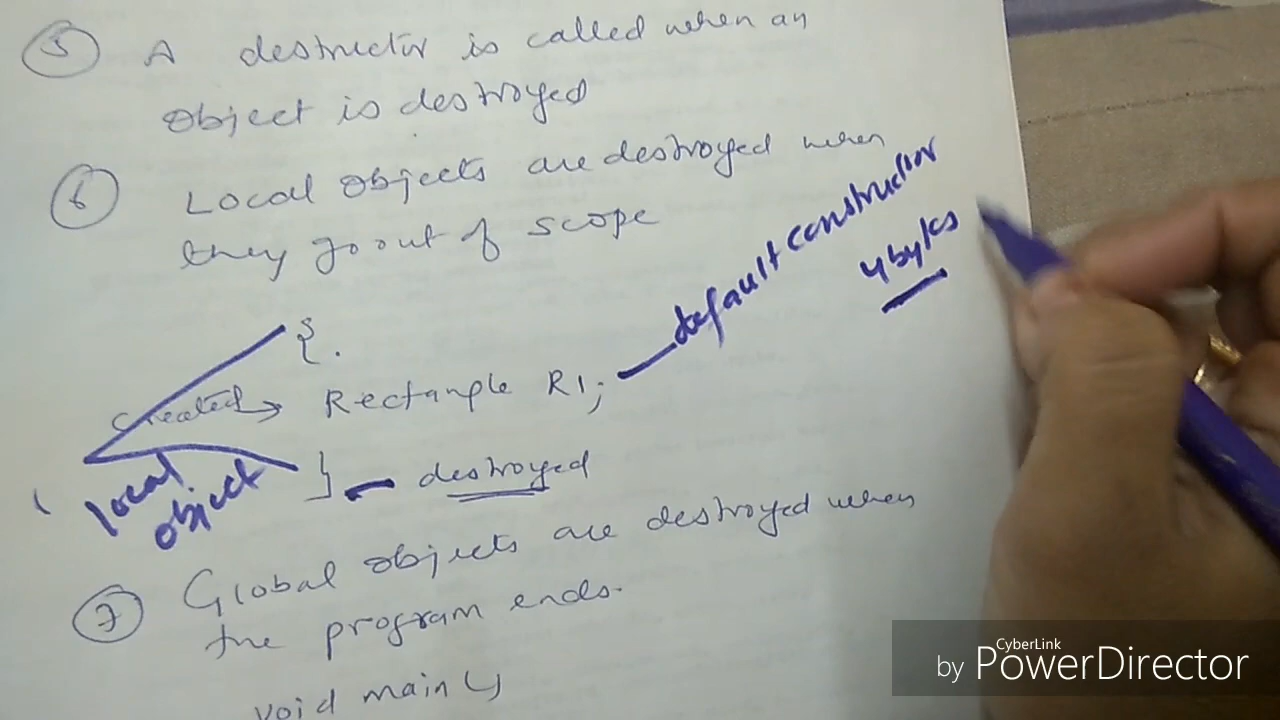 5 A destructor is called when an
object is destroyed
6 Local objects are destroyed when
they go out of scope
{.
created → Rectangle R1; — default constructor
4 bytes
local
object
} — destroyed
7 Global objects are destroyed when
the program ends.
void main ()
CyberLink
by PowerDirector